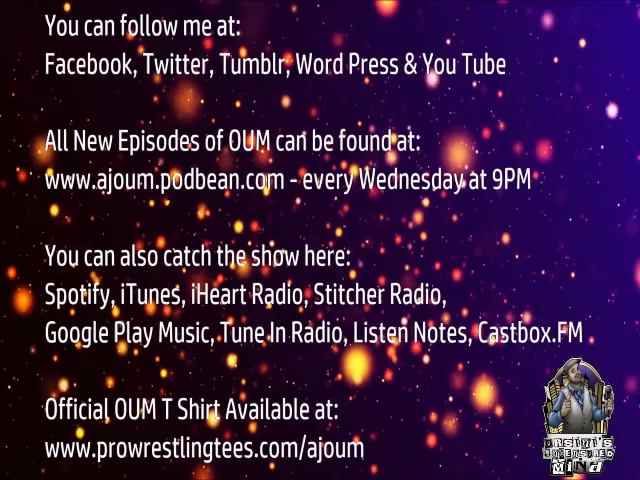 You can follow me at:
Facebook, Twitter, Tumblr, Word Press & You Tube
All New Episodes of OUM can be found at:
www.ajoum.podbean.com - every Wednesday at 9PM
You can also catch the show here:
Spotify, iTunes, iHeart Radio, Stitcher Radio,
Google Play Music, Tune In Radio, Listen Notes, Castbox.FM
Official OUM T Shirt Available at:
www.prowrestlingtees.com/ajoum
ORSINI'S
UNCENSORED
MIND